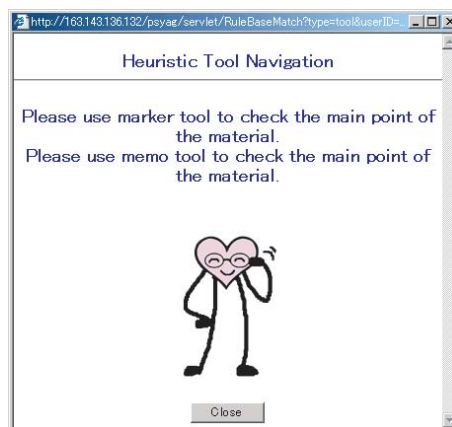 http://163.143.136.132/psyag/servlet/RuleBaseMatch?type=tool&userID=...
Heuristic Tool Navigation
Please use marker tool to check the main point of
the material.
Please use memo tool to check the main point of
the material.
Close